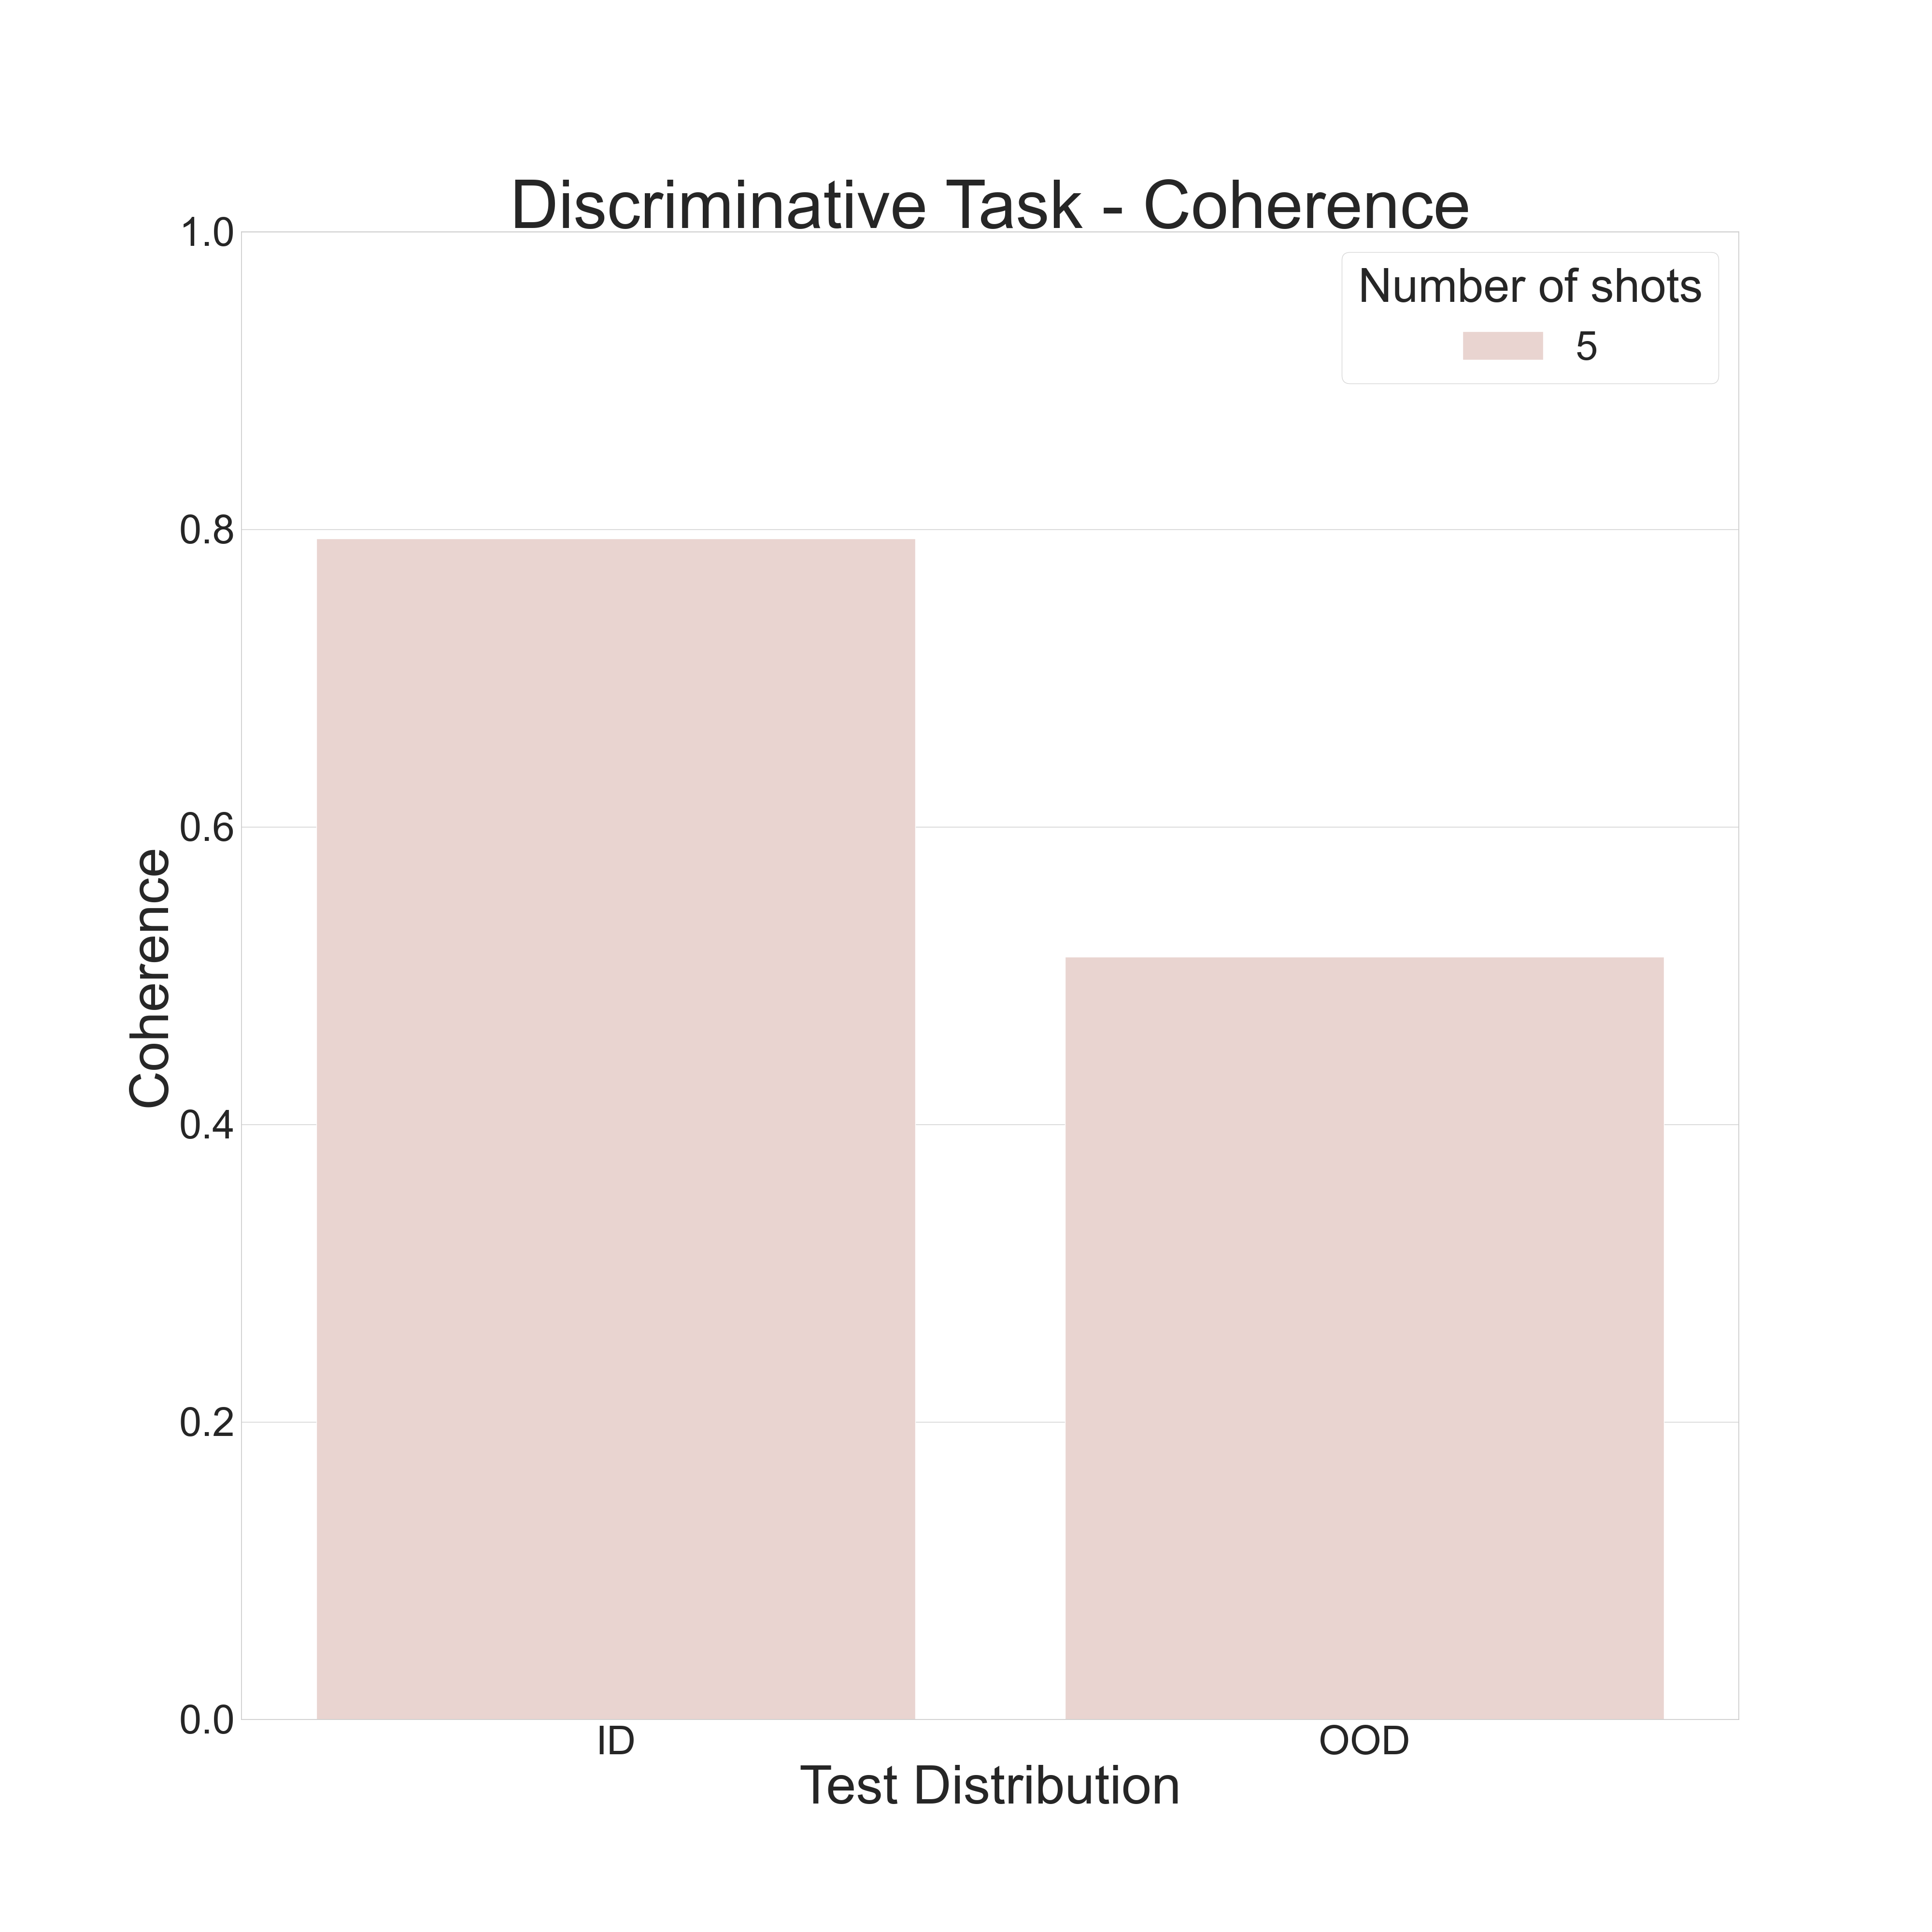 Discriminative Task - Coherence
Number of shots
5
1.0
0.8
0.6
0.4
0.2
0.0
Coherence
ID
OOD
Test Distribution